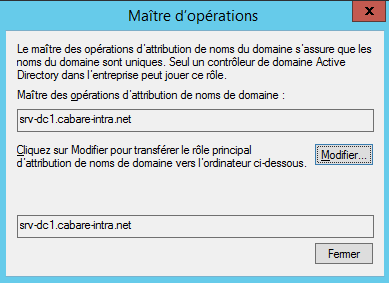 Maître d'opérations
x
Le maître des opérations d'attribution de noms du domaine s'assure que les
noms du domaine sont uniques. Seul un contrôleur de domaine Active
Directory dans l'entreprise peut jouer ce rôle.
Maître des opérations d'attribution de noms de domaine :
srv-dc1.cabare-intra.net
Cliquez sur Modifier pour transférer le rôle principal
d'attribution de noms de domaine vers l'ordinateur ci-dessous.
Modifier...
srv-dc1.cabare-intra.net
Fermer